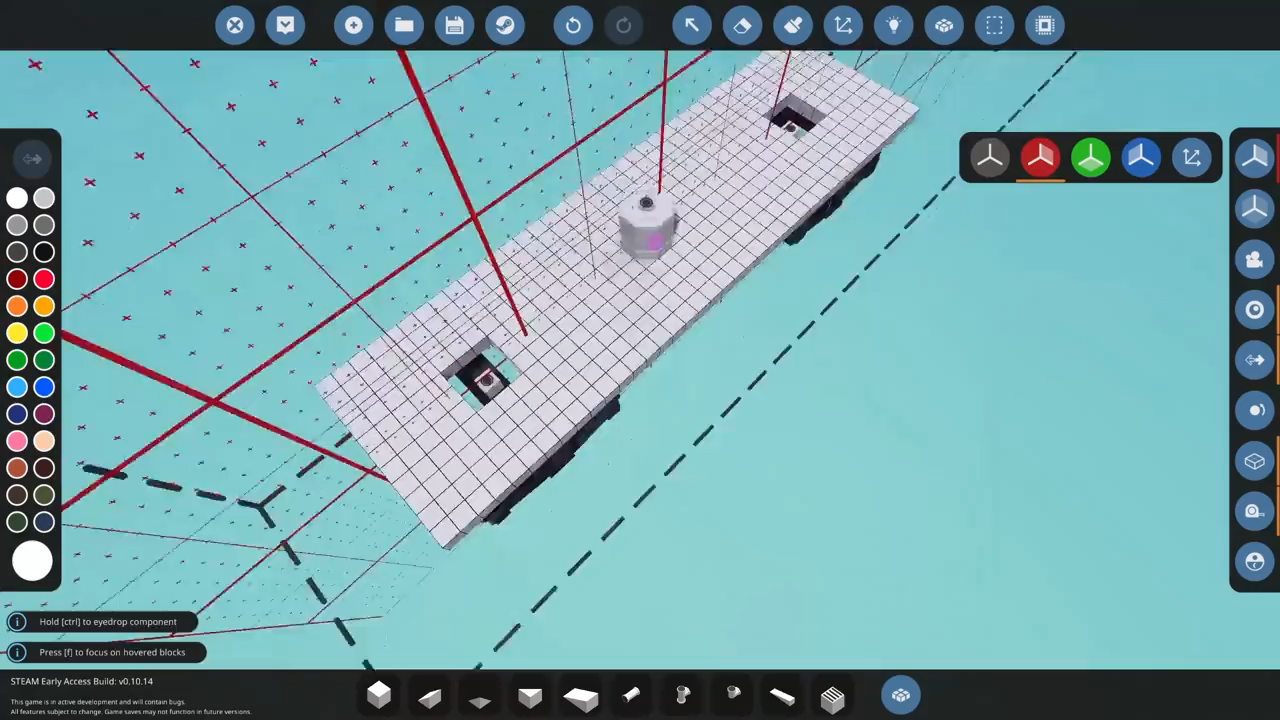 Hold [ctrl] to eyedrop component
Press [f] to focus on hovered blocks
STEAM Early Access Build: v0.10.14
This game is in active development and will contain bugs.
All features subject to change. Game saves may not function in future versions.